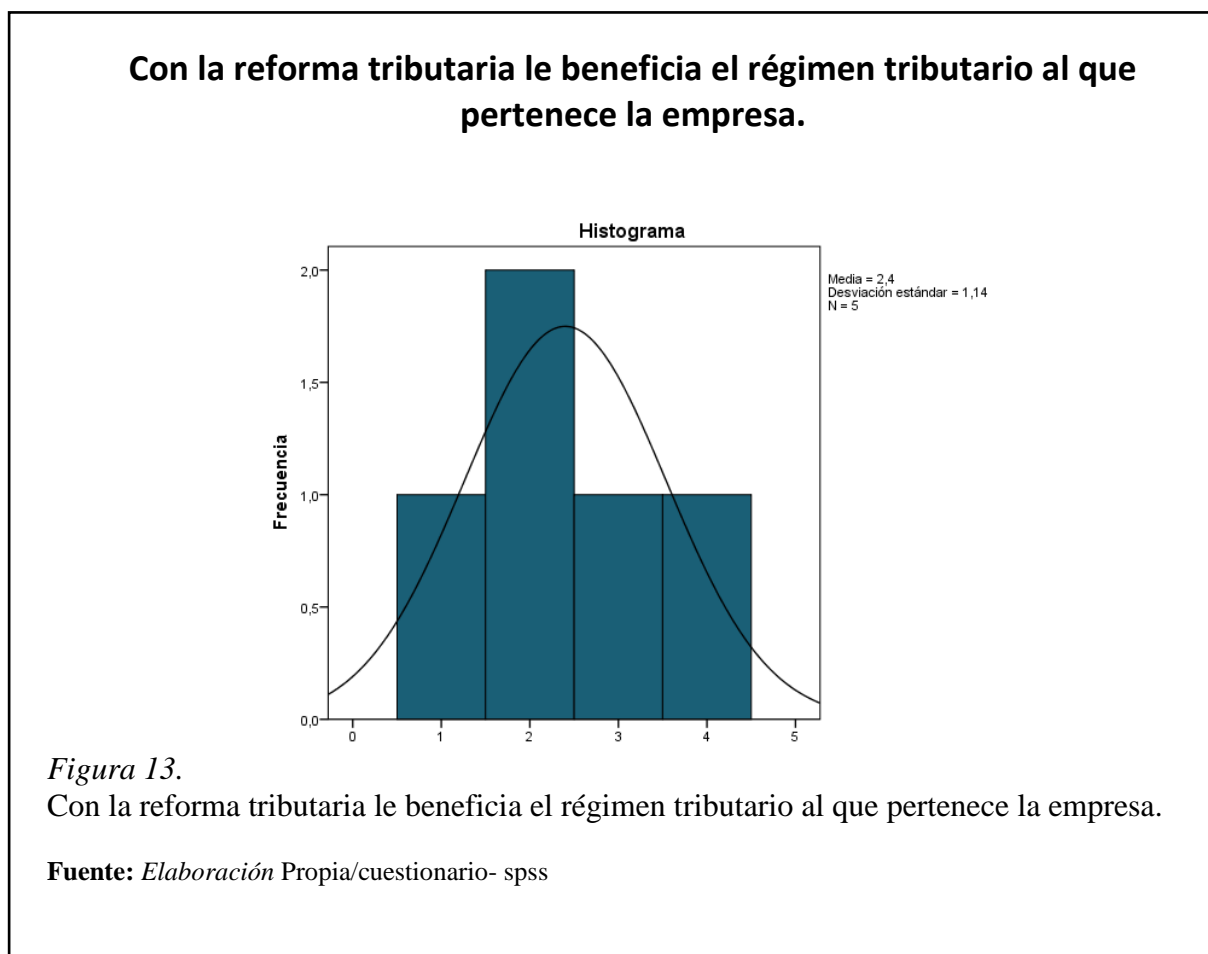 Con la reforma tributaria le beneficia el régimen tributario al que
pertenece la empresa.
Histograma
Media = 2,4
Desviación estándar = 1,14
N = 5
Frecuencia
2,0
1,5
1,0
0,5
0,0
0 1 2 3 4 5
Figura 13.
Con la reforma tributaria le beneficia el régimen tributario al que pertenece la empresa.
Fuente: Elaboración Propia/cuestionario- spss